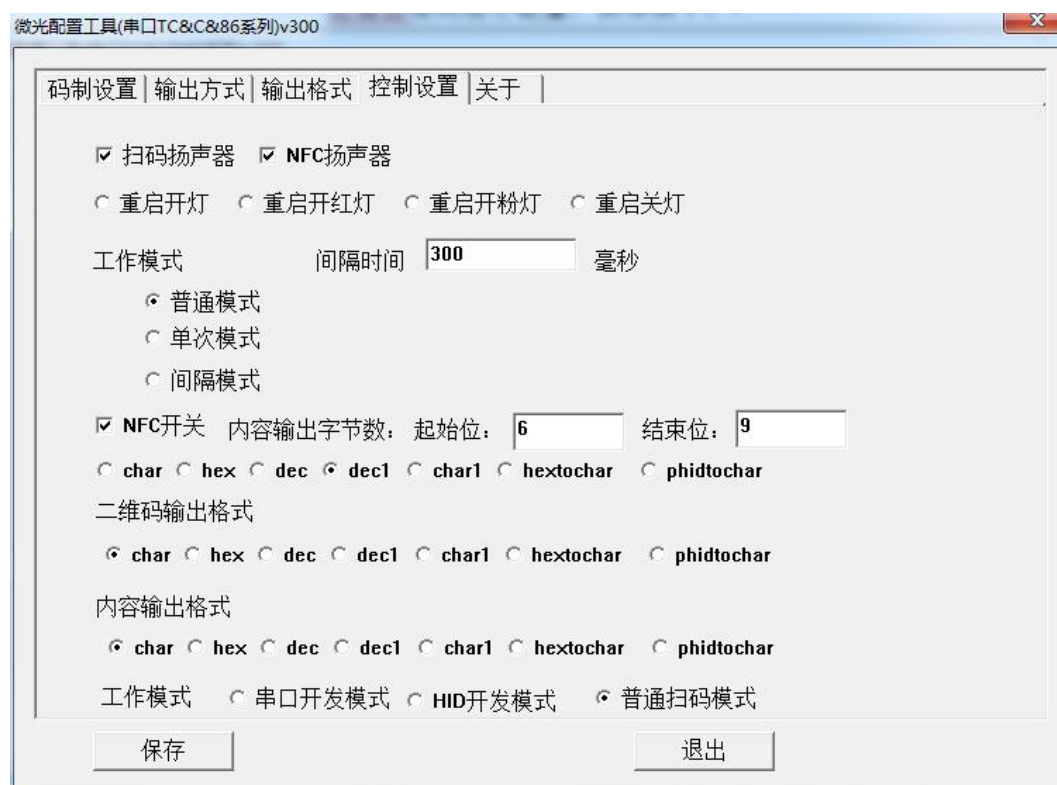 微光配置工具(串口TC&C&86系列)v300
码制设置 输出方式 输出格式 控制设置 关于
扫码扬声器 NFC扬声器
重启开灯 重启开红灯 重启开粉灯 重启关灯
工作模式 间隔时间 300 毫秒
普通模式
单次模式
间隔模式
NFC开关 内容输出字节数: 起始位: 6 结束位: 9
char hex dec dec1 char1 hextochar phidtochar
二维码输出格式
char hex dec dec1 char1 hextochar phidtochar
内容输出格式
char hex dec dec1 char1 hextochar phidtochar
工作模式 串口开发模式 HID开发模式 普通扫码模式
保存 退出